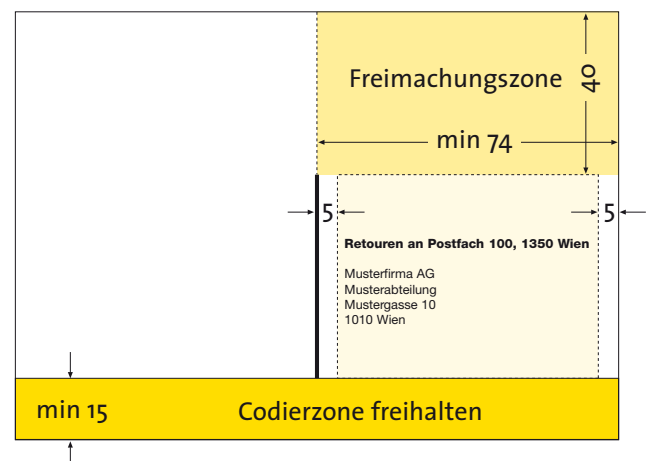 Freimachungszone
40
min 74
5
5
Retouren an Postfach 100, 1350 Wien
Musterfirma AG
Musterabteilung
Mustergasse 10
1010 Wien
min 15
Codierzone freihalten